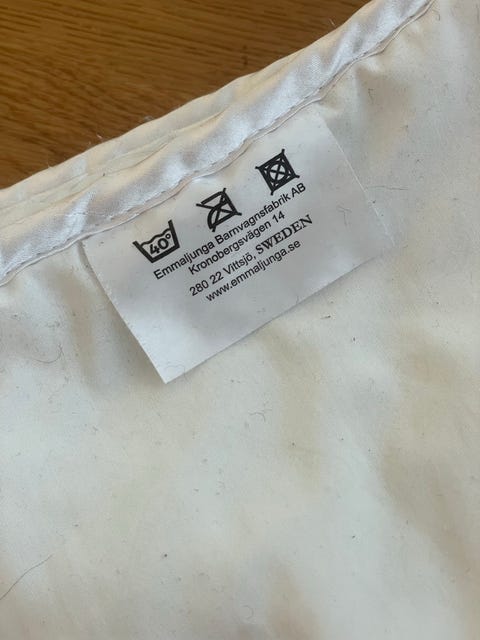 40°
Emmaljunga Barnvagnsfabrik AB
Kronobergsvägen 14
280 22 Vittsjö, SWEDEN
www.emmaljunga.se